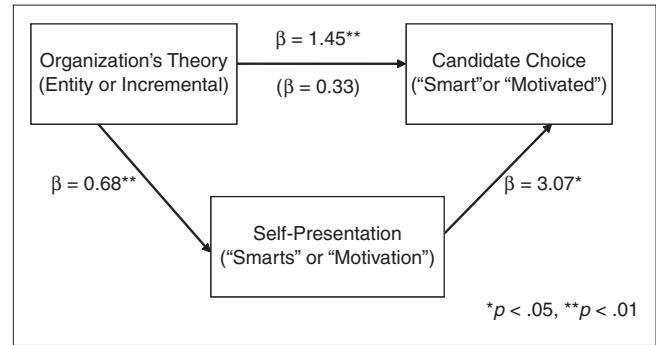 Organization's Theory
(Entity or Incremental)
β = 1.45**
(β = 0.33)
Candidate Choice
("Smart"or "Motivated")
β = 0.68**
β = 3.07*
Self-Presentation
("Smarts" or "Motivation")
*p < .05, **p < .01